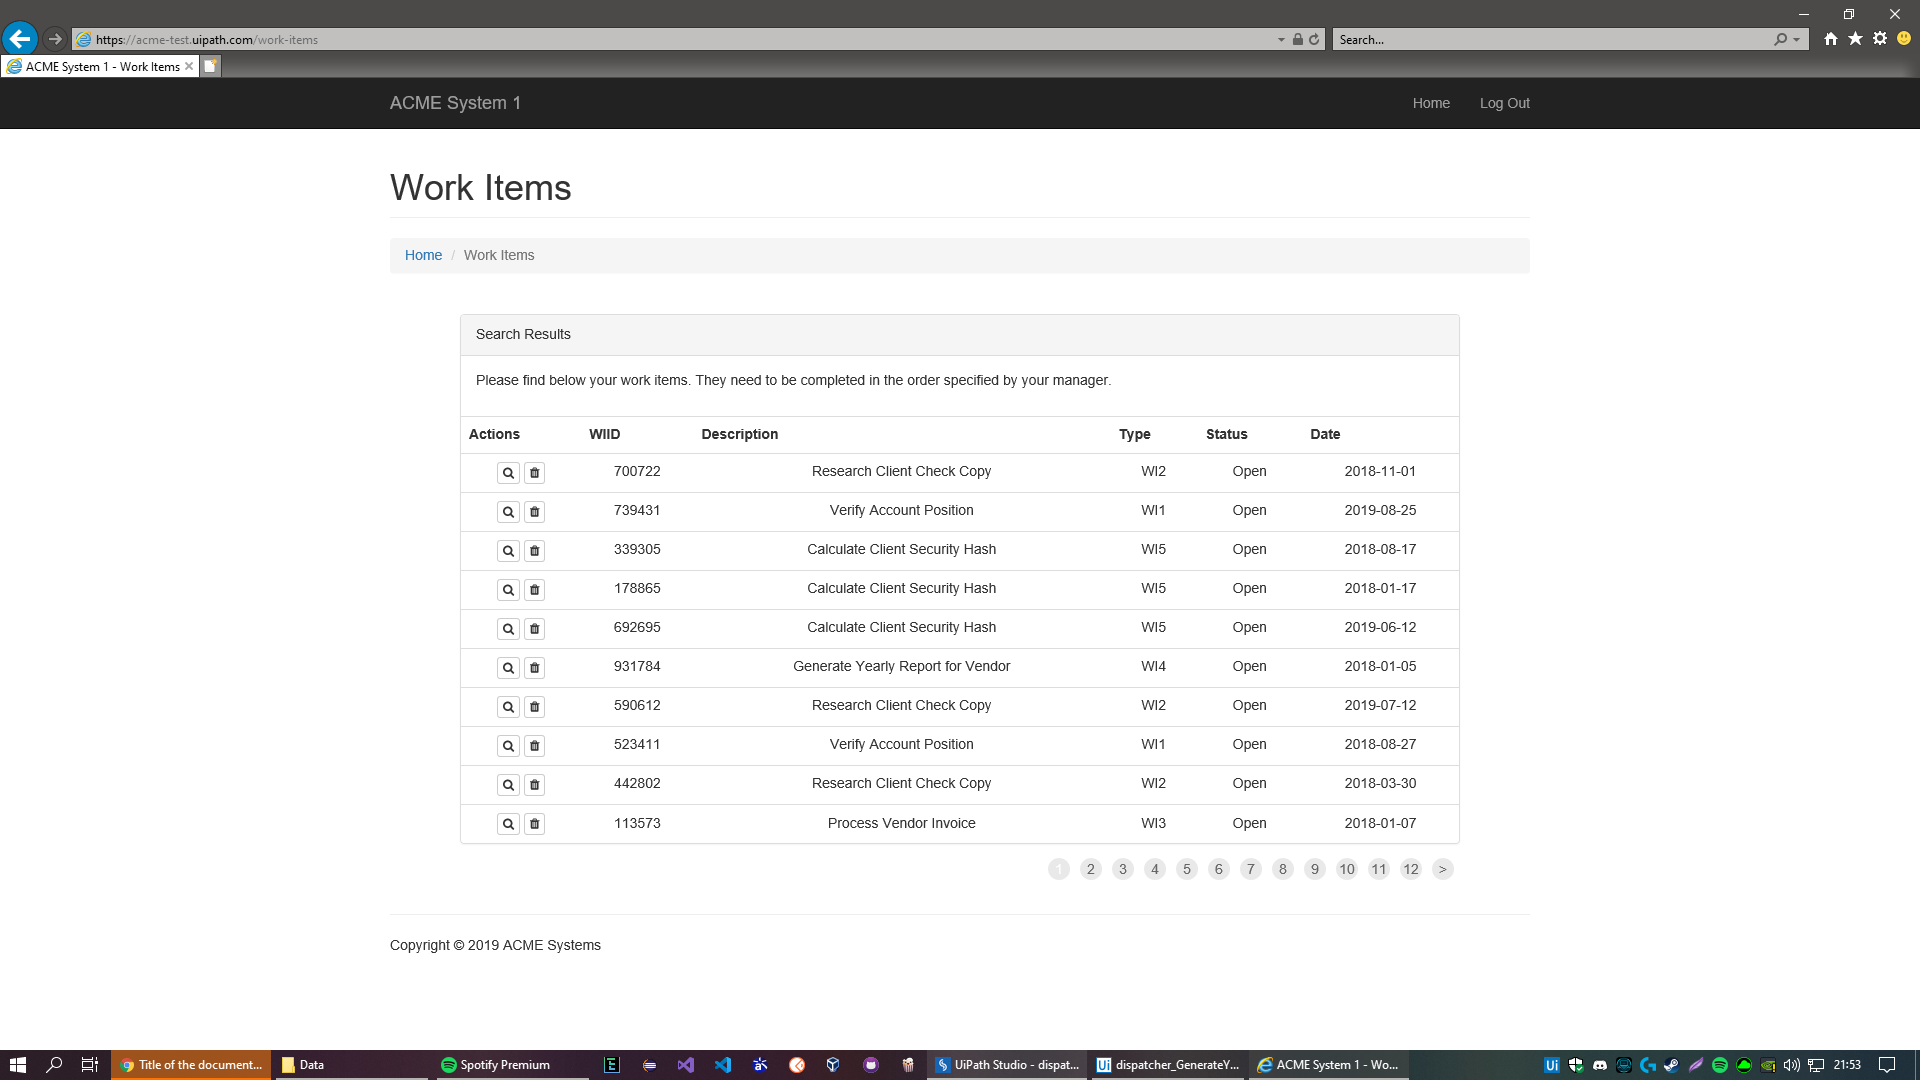 https://acme-test.uipath.com/work-items
Search...
ACME System 1 - Work Items
ACME System 1
Home
Log Out
Work Items
Home / Work Items
Search Results
Please find below your work items. They need to be completed in the order specified by your manager.
Actions WIID Description Type Status Date
700722 Research Client Check Copy WI2 Open 2018-11-01
739431 Verify Account Position WI1 Open 2019-08-25
339305 Calculate Client Security Hash WI5 Open 2018-08-17
178865 Calculate Client Security Hash WI5 Open 2018-01-17
692695 Calculate Client Security Hash WI5 Open 2019-06-12
931784 Generate Yearly Report for Vendor WI4 Open 2018-01-05
590612 Research Client Check Copy WI2 Open 2019-07-12
523411 Verify Account Position WI1 Open 2018-08-27
442802 Research Client Check Copy WI2 Open 2018-03-30
113573 Process Vendor Invoice WI3 Open 2018-01-07
1 2 3 4 5 6 7 8 9 10 11 12 >
Copyright © 2019 ACME Systems
Title of the document...
Data
Spotify Premium
UiPath Studio - dispat...
dispatcher_GenerateY...
ACME System 1 - Wo...
21:53